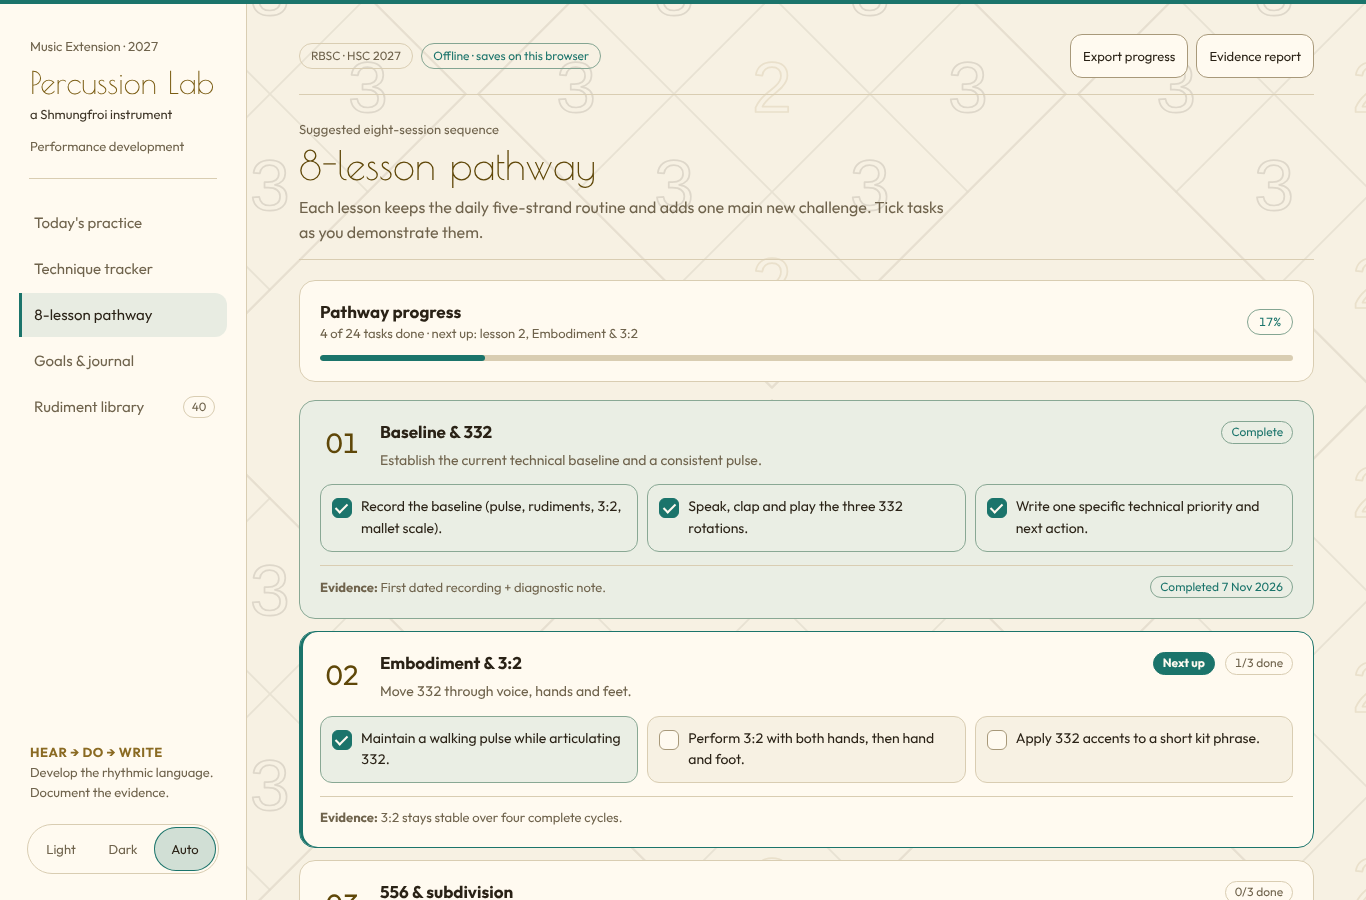 Music Extension · 2027
Percussion Lab
a Shmungfroi instrument
Performance development
Today's practice
Technique tracker
8-lesson pathway
Goals & journal
Rudiment library 40
HEAR → DO → WRITE
Develop the rhythmic language.
Document the evidence.
Light Dark Auto
RBSC · HSC 2027 Offline · saves on this browser
Export progress Evidence report
Suggested eight-session sequence
8-lesson pathway
Each lesson keeps the daily five-strand routine and adds one main new challenge. Tick tasks
as you demonstrate them.
Pathway progress
4 of 24 tasks done · next up: lesson 2, Embodiment & 3:2
17%
01 Baseline & 332 Complete
Establish the current technical baseline and a consistent pulse.
Record the baseline (pulse, rudiments, 3:2,
mallet scale).
Speak, clap and play the three 332
rotations.
Write one specific technical priority and
next action.
Evidence: First dated recording + diagnostic note. Completed 7 Nov 2026
02 Embodiment & 3:2 Next up 1/3 done
Move 332 through voice, hands and feet.
Maintain a walking pulse while articulating
332.
Perform 3:2 with both hands, then hand
and foot.
Apply 332 accents to a short kit phrase.
Evidence: 3:2 stays stable over four complete cycles.
03 556 & subdivision 0/3 done